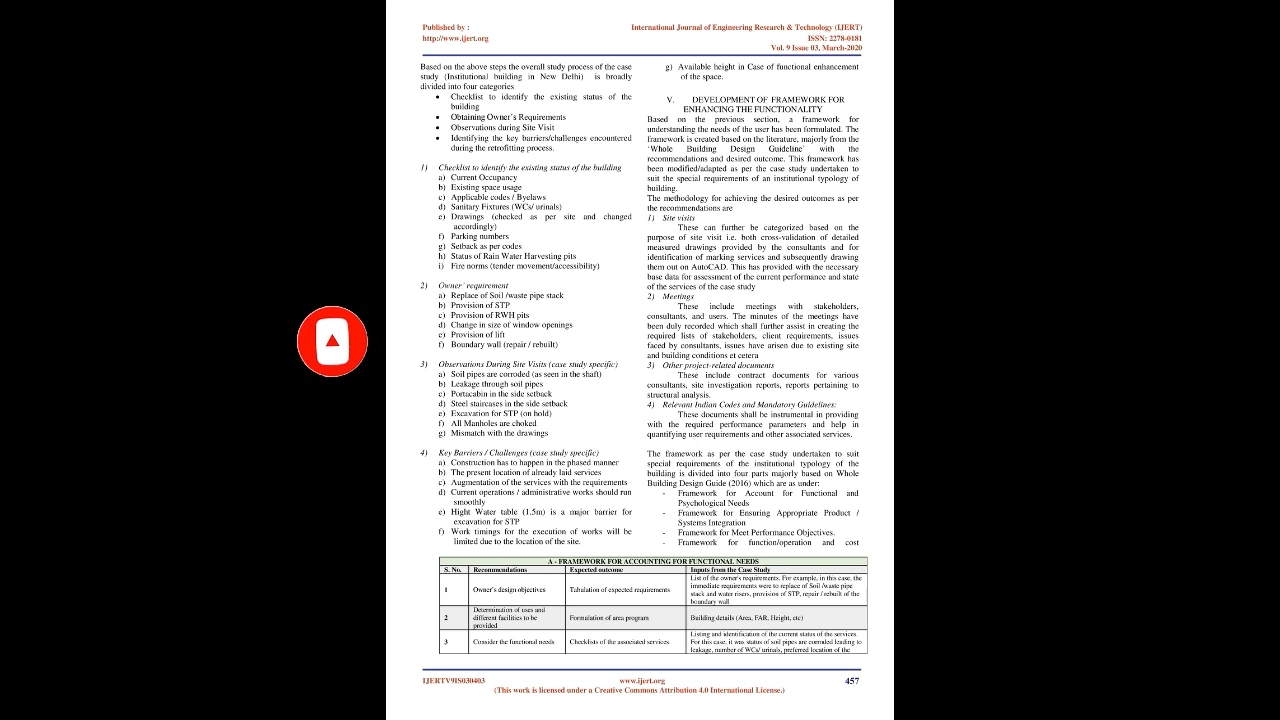 Published by :
http://www.ijert.org
International Journal of Engineering Research & Technology (IJERT)
ISSN: 2278-0181
Vol. 9 Issue 03, March-2020
Based on the above steps the overall study process of the case
study (Institutional building in New Delhi) is broadly
divided into four categories
• Checklist to identify the existing status of the
building
• Obtaining Owner's Requirements
• Observations during Site Visit
• Identifying the key barriers/challenges encountered
during the retrofitting process.
1) Checklist to identify the existing status of the building
a) Current Occupancy
b) Existing space usage
c) Applicable codes / Byelaws
d) Sanitary Fixtures (WCs/ urinals)
e) Drawings (checked as per site and changed
accordingly)
f) Parking numbers
g) Setback as per codes
h) Status of Rain Water Harvesting pits
i) Fire norms (tender movement/accessibility)
2) Owner' requirement
a) Replace of Soil /waste pipe stack
b) Provision of STP
c) Provision of RWH pits
d) Change in size of window openings
e) Provision of lift
f) Boundary wall (repair / rebuilt)
3) Observations During Site Visits (case study specific)
a) Soil pipes are corroded (as seen in the shaft)
b) Leakage through soil pipes
c) Portacabin in the side setback
d) Steel staircases in the side setback
e) Excavation for STP (on hold)
f) All Manholes are choked
g) Mismatch with the drawings
4) Key Barriers / Challenges (case study specific)
a) Construction has to happen in the phased manner
b) The present location of already laid services
c) Augmentation of the services with the requirements
d) Current operations / administrative works should run
smoothly
e) Hight Water table (1.5m) is a major barrier for
excavation for STP
f) Work timings for the execution of works will be
limited due to the location of the site.
g) Available height in Case of functional enhancement
of the space.
V. DEVELOPMENT OF FRAMEWORK FOR
ENHANCING THE FUNCTIONALITY
Based on the previous section, a framework for
understanding the needs of the user has been formulated. The
framework is created based on the literature, majorly from the
'Whole Building Design Guideline' with the
recommendations and desired outcome. This framework has
been modified/adapted as per the case study undertaken to
suit the special requirements of an institutional typology of
building.
The methodology for achieving the desired outcomes as per
the recommendations are
1) Site visits
These can further be categorized based on the
purpose of site visit i.e. both cross-validation of detailed
measured drawings provided by the consultants and for
identification of marking services and subsequently drawing
them out on AutoCAD. This has provided with the necessary
base data for assessment of the current performance and state
of the services of the case study
2) Meetings
These include meetings with stakeholders,
consultants, and users. The minutes of the meetings have
been duly recorded which shall further assist in creating the
required lists of stakeholders, client requirements, issues
faced by consultants, issues have arisen due to existing site
and building conditions et cetera
3) Other project-related documents
These include contract documents for various
consultants, site investigation reports, reports pertaining to
structural analysis.
4) Relevant Indian Codes and Mandatory Guidelines:
These documents shall be instrumental in providing
with the required performance parameters and help in
quantifying user requirements and other associated services.
The framework as per the case study undertaken to suit
special requirements of the institutional typology of the
building is divided into four parts majorly based on Whole
Building Design Guide (2016) which are as under:
- Framework for Account for Functional and
Psychological Needs
- Framework for Ensuring Appropriate Product /
Systems Integration
- Framework for Meet Performance Objectives.
- Framework for function/operation and cost
A - FRAMEWORK FOR ACCOUNTING FOR FUNCTIONAL NEEDS
S. No. Recommendations Expected outcome Inputs from the Case Study
1 Owner's design objectives Tabulation of expected requirements List of the owner's requirements. For example, in this case, the
immediate requirements were to replace of Soil /waste pipe
stack and water risers, provision of STP, repair / rebuilt of the
boundary wall
2 Determination of uses and
different facilities to be
provided
Formulation of area program Building details (Area, FAR, Height, etc)
3 Consider the functional needs Checklists of the associated services Listing and identification of the current status of the services.
For this case, it was status of soil pipes are corroded leading to
leakage, number of WCs/ urinals, preferred location of the
IJERTV9IS030403 www.ijert.org 457
(This work is licensed under a Creative Commons Attribution 4.0 International License.)